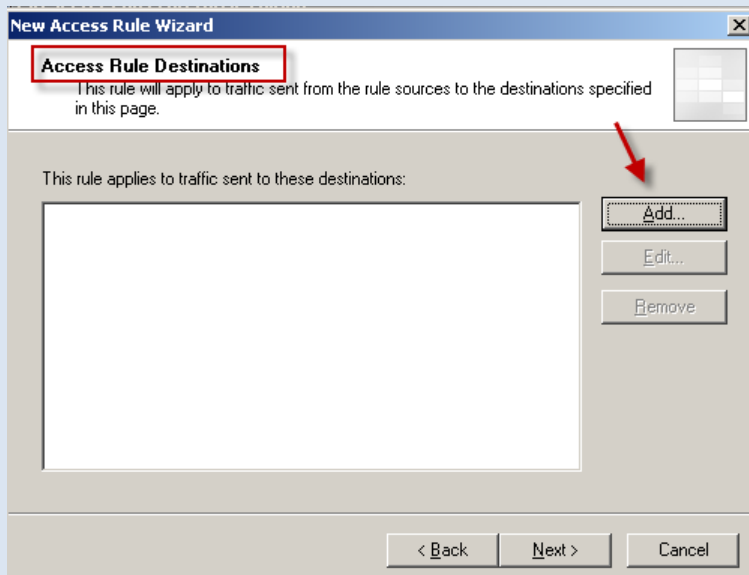 New Access Rule Wizard
Access Rule Destinations
This rule will apply to traffic sent from the rule sources to the destinations specified
in this page.
This rule applies to traffic sent to these destinations:
Add...
Edit...
Remove
< Back
Next >
Cancel